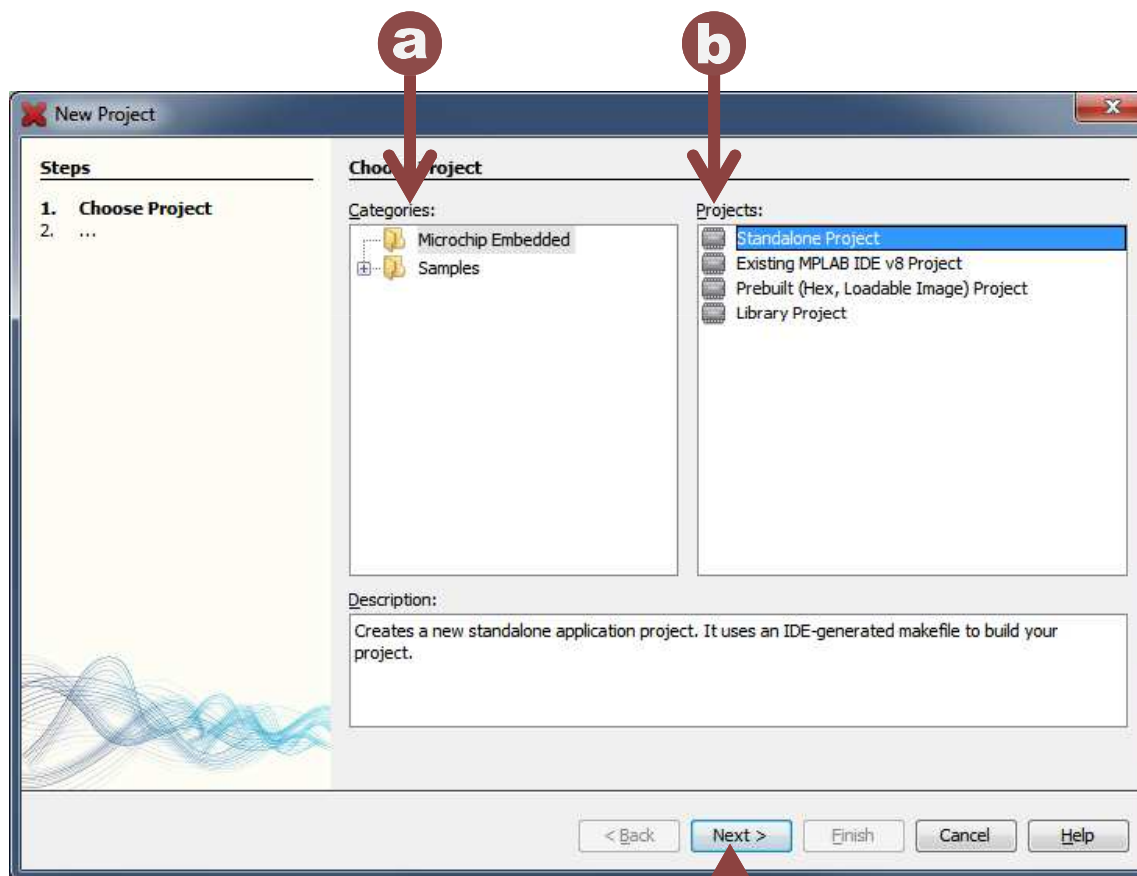 a
b
New Project
Steps
1. Choose Project
2. ...
Choo Project
Categories:
Microchip Embedded
Samples
Projects:
Standalone Project
Existing MPLAB IDE v8 Project
Prebuilt (Hex, Loadable Image) Project
Library Project
Description:
Creates a new standalone application project. It uses an IDE-generated makefile to build your
project.
< Back
Next >
Finish
Cancel
Help